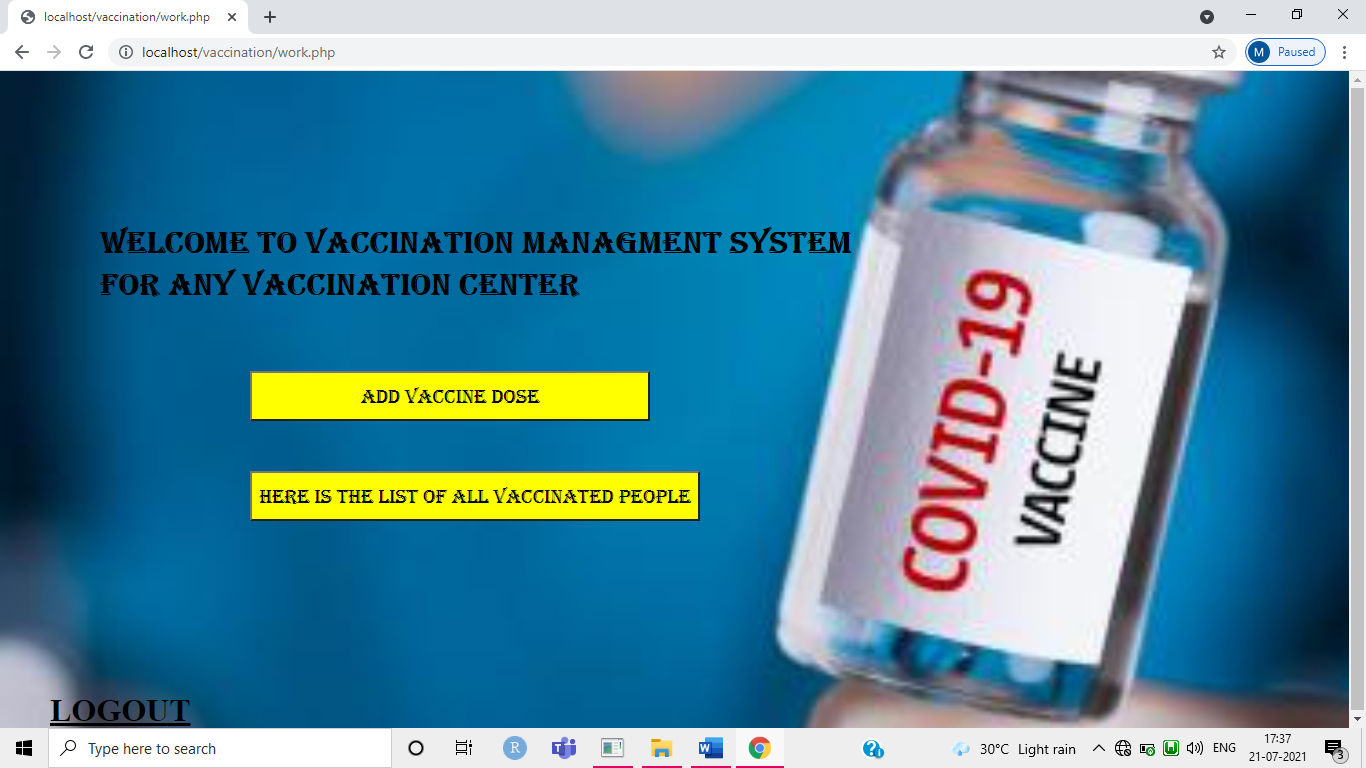 localhost/vaccination/work.php
localhost/vaccination/work.php
M Paused
WELCOME TO VACCINATION MANAGMENT SYSTEM
FOR ANY VACCINATION CENTER
ADD VACCINE DOSE
HERE IS THE LIST OF ALL VACCINATED PEOPLE
COVID-19
VACCINE
LOGOUT
Type here to search
R
30°C Light rain
ENG
17:37
21-07-2021
3